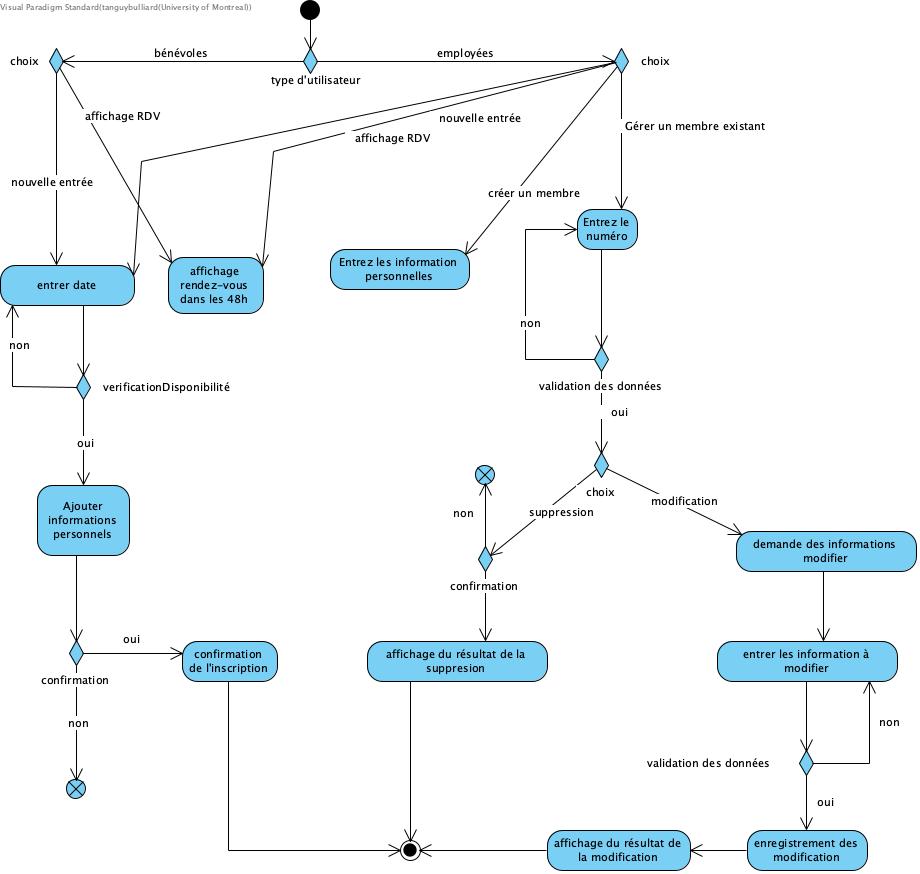 Visual Paradigm Standard(tanguybulliard(University of Montreal))
bénévoles
employées
choix
choix
type d'utilisateur
affichage RDV
nouvelle entrée
Gérer un membre existant
affichage RDV
nouvelle entrée
créer un membre
Entrez le
numéro
Entrez les information
personnelles
affichage
rendez-vous
dans les 48h
entrer date
non
non
verificationDisponibilité
validation des données
oui
oui
choix
suppression
modification
non
Ajouter
informations
personnels
demande des informations
modifier
confirmation
oui
confirmation
de l'inscription
affichage du résultat de la
suppresion
entrer les information à
modifier
confirmation
non
non
validation des données
oui
affichage du résultat de
la modification
enregistrement des
modification